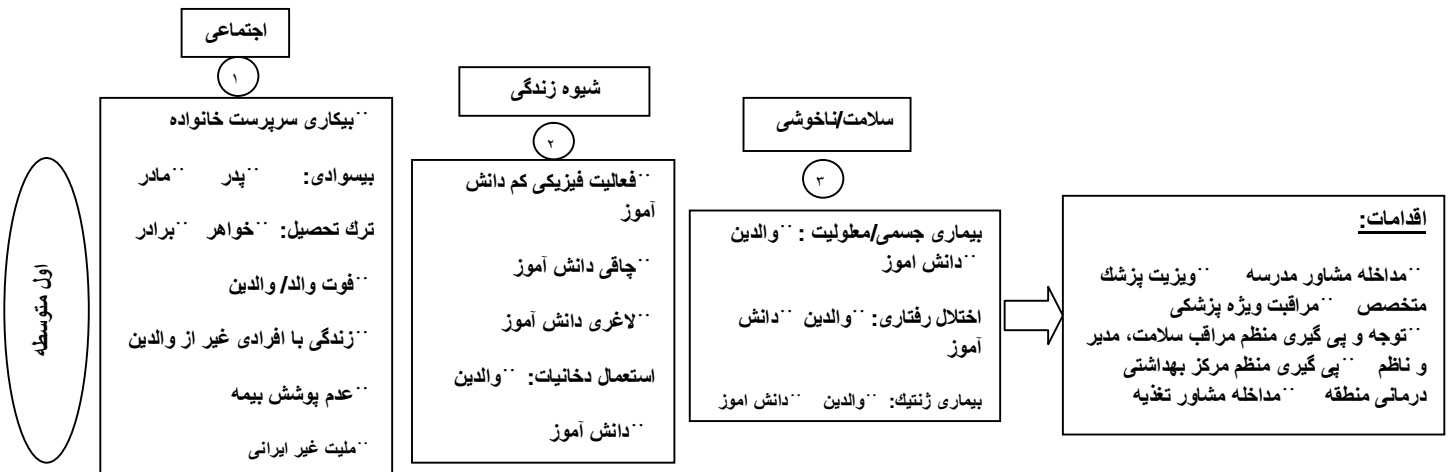 اجتماعی
۱
¨بیکاری سرپرست خانواده
بیسوادی: ¨پدر ¨مادر
ترك تحصیل: ¨خواهر ¨برادر
¨فوت والد/ والدین
¨زندگی با افرادی غیر از والدین
¨عدم پوشش بیمه
¨ملیت غیر ایرانی
شیوه زندگی
۲
¨فعالیت فیزیکی کم دانش
آموز
¨چاقی دانش آموز
¨لاغری دانش آموز
استعمال دخانیات: ¨والدین
¨دانش آموز
سلامت/ناخوشی
۳
بیماری جسمی/معلولیت : ¨والدین
¨دانش اموز
اختلال رفتاری: ¨والدین ¨دانش
آموز
بیماری ژنتیك: ¨والدین ¨دانش اموز
اقدامات:
¨مداخله مشاور مدرسه ¨ویزیت پزشك
متخصص ¨مراقبت ویژه پزشکی
¨توجه و پی گیری منظم مراقب سلامت، مدیر
و ناظم ¨پی گیری منظم مرکز بهداشتی
درمانی منطقه ¨مداخله مشاور تغذیه
اول متوسطه